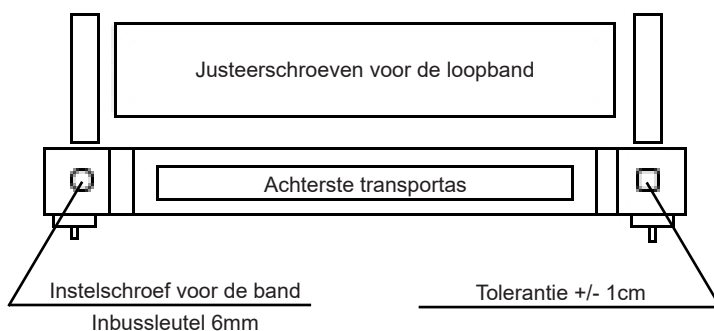 Justeerschroeven voor de loopband
Achterste transportas
Instelschroef voor de band
Inbussleutel 6mm
Tolerantie +/- 1cm